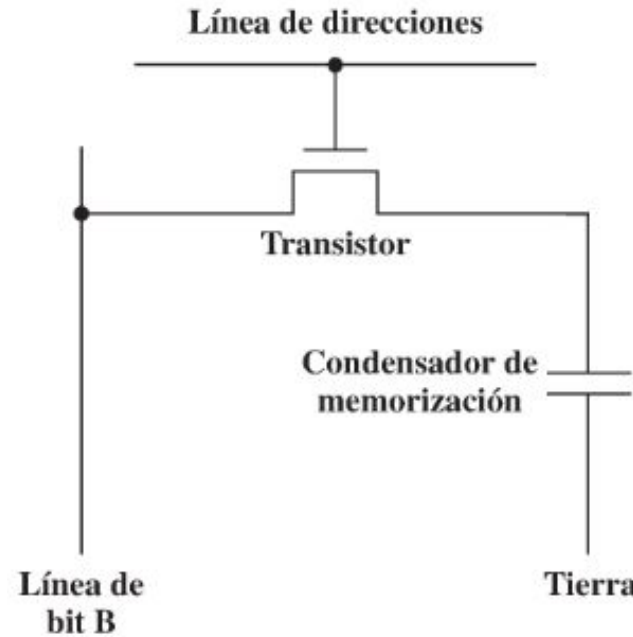 Línea de direcciones
Transistor
Condensador de
memorización
Línea de
bit B
Tierra